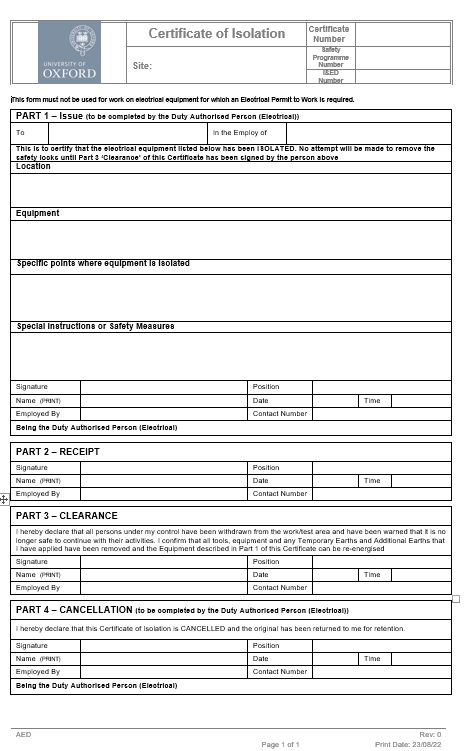 UNIVERSITY OF
OXFORD
Certificate of Isolation
Site:
Certificate
Number
Safety
Programme
Number
I&ED
Number
This form must not be used for work on electrical equipment for which an Electrical Permit to Work is required.
PART 1 – Issue (to be completed by the Duty Authorised Person (Electrical))
To
In the Employ of
This is to certify that the electrical equipment listed below has been ISOLATED. No attempt will be made to remove the
safety locks until Part 3 'Clearance' of this Certificate has been signed by the person above
Location
Equipment
Specific points where equipment is isolated
Special Instructions or Safety Measures
Signature Position
Name (PRINT) Date Time
Employed By Contact Number
Being the Duty Authorised Person (Electrical)
PART 2 – RECEIPT
Signature Position
Name (PRINT) Date Time
Employed By Contact Number
PART 3 – CLEARANCE
I hereby declare that all persons under my control have been withdrawn from the work/test area and have been warned that it is no
longer safe to continue with their activities. I confirm that all tools, equipment and any Temporary Earths and Additional Earths that
I have applied have been removed and the Equipment described in Part 1 of this Certificate can be re-energised
Signature Position
Name (PRINT) Date Time
Employed By Contact Number
PART 4 – CANCELLATION (to be completed by the Duty Authorised Person (Electrical))
I hereby declare that this Certificate of Isolation is CANCELLED and the original has been returned to me for retention.
Signature Position
Name (PRINT) Date Time
Employed By Contact Number
Being the Duty Authorised Person (Electrical)
AED Rev: 0
Page 1 of 1 Print Date: 23/08/22